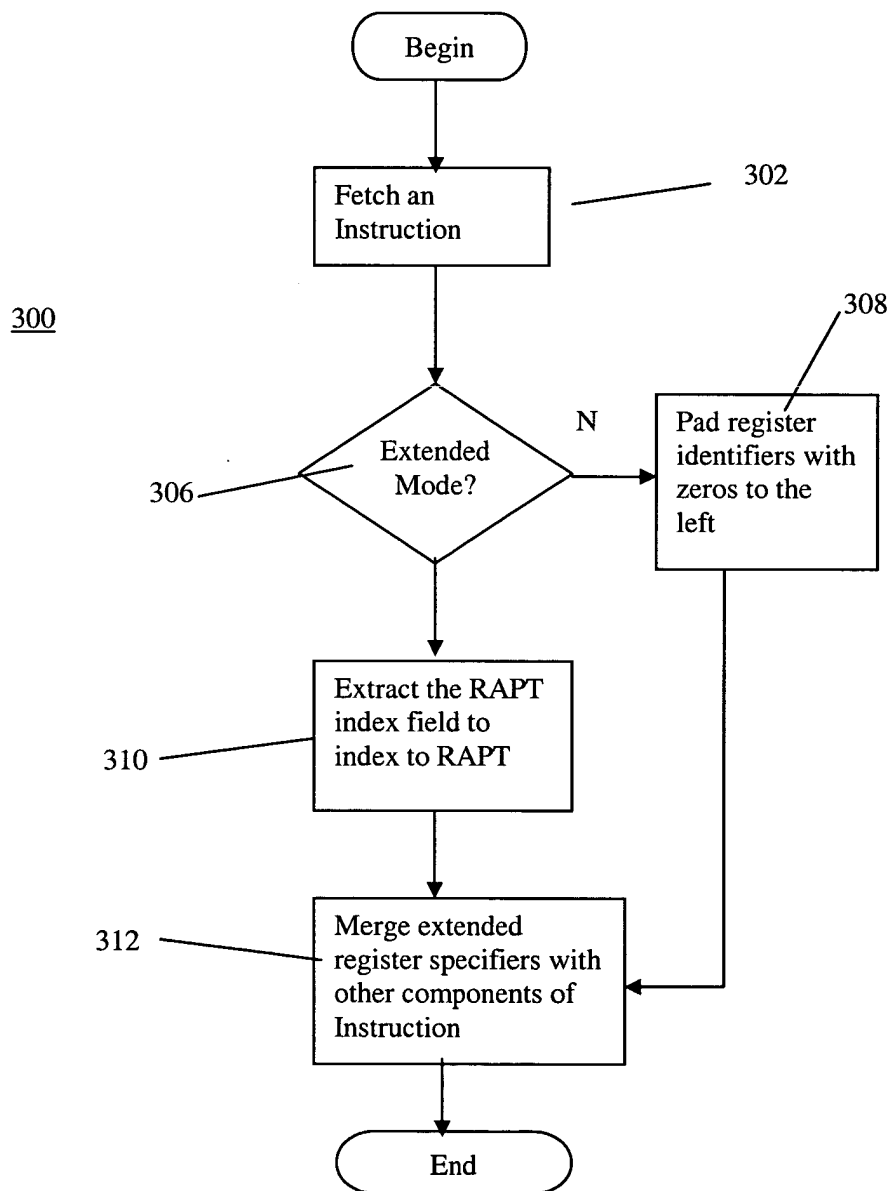 Begin
Fetch an
Instruction
302
300
308
Extended
Mode?
N
306
Pad register
identifiers with
zeros to the
left
Extract the RAPT
index field to
index to RAPT
310
Merge extended
register specifiers with
other components of
Instruction
312
End